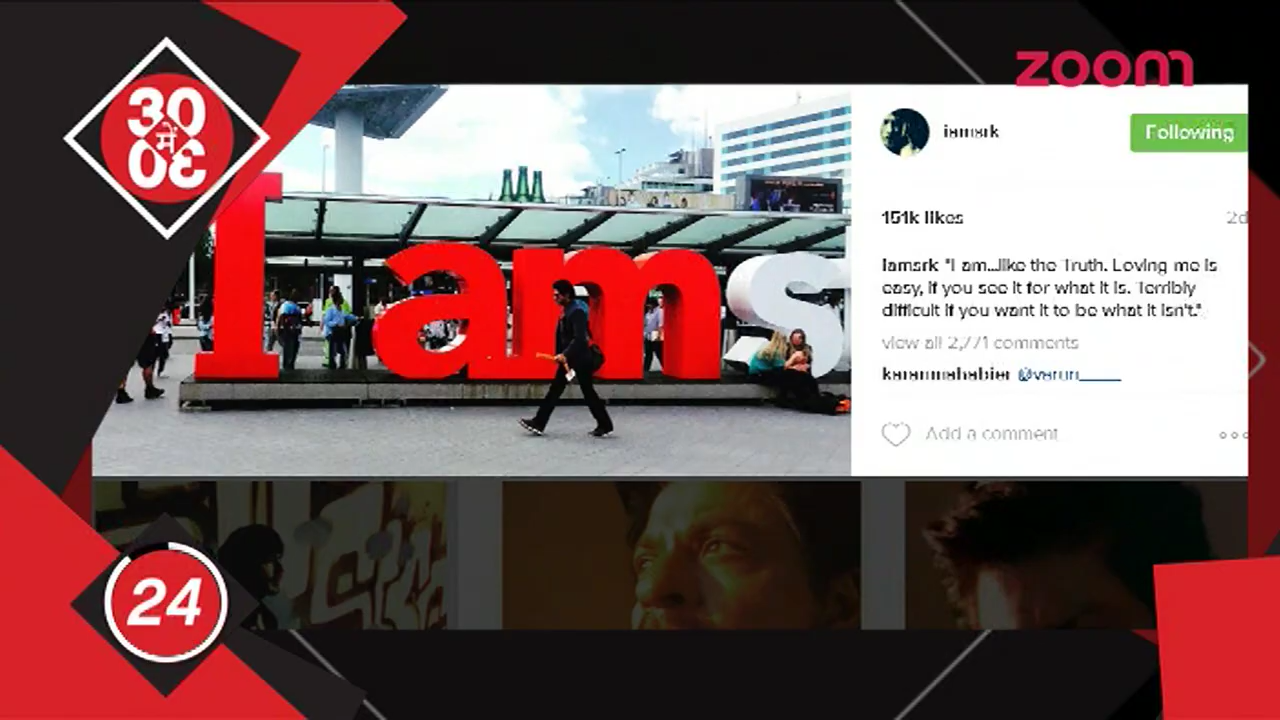 zoom
30
में
30
I am s
iamsrk
Following
151k likes
2d
iamsrk "I am...like the Truth. Loving me is
easy, if you see it for what it is. Terribly
difficult if you want it to be what it isn't."
view all 2,771 comments
@varun_____
Add a comment
24